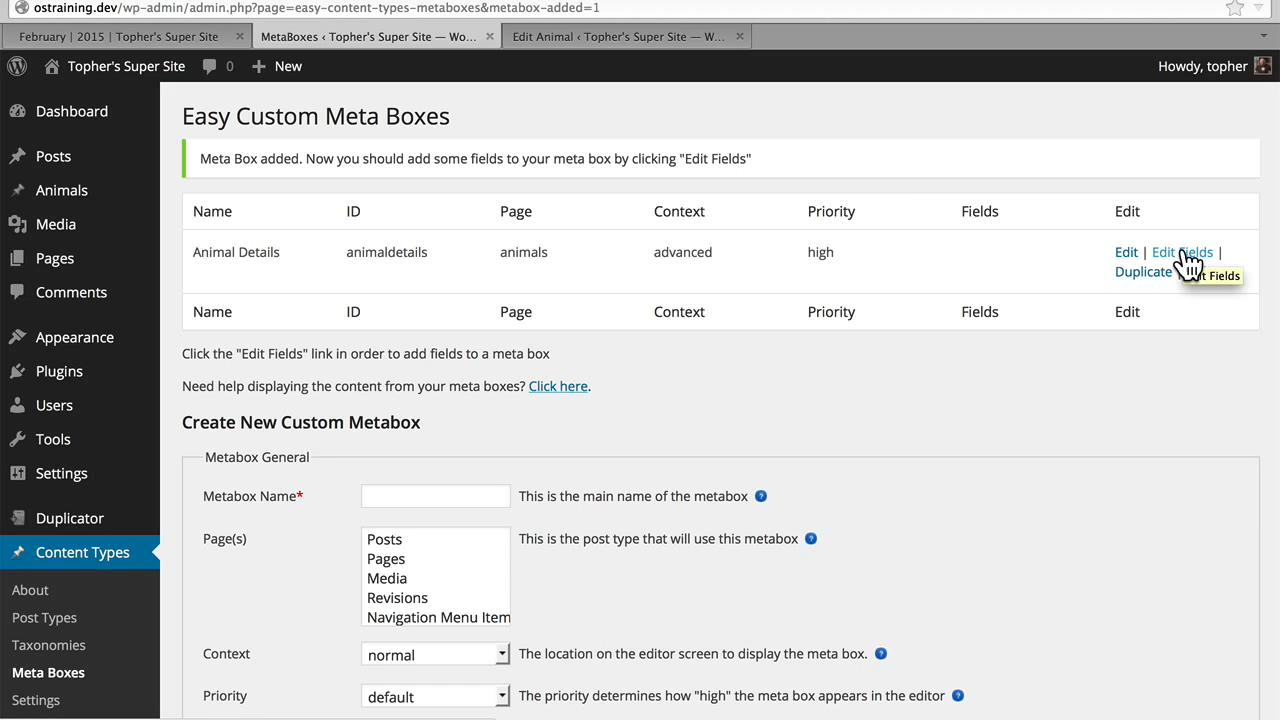 ostraining.dev/wp-admin/admin.php?page=easy-content-types-metaboxes&metabox-added=1
February | 2015 | Topher's Super Site × MetaBoxes ‹ Topher's Super Site — Wo... × Edit Animal ‹ Topher's Super Site — W... ×
Topher's Super Site 0 + New Howdy, topher
Dashboard
Posts
Animals
Media
Pages
Comments
Appearance
Plugins
Users
Tools
Settings
Duplicator
Content Types
About
Post Types
Taxonomies
Meta Boxes
Settings
Easy Custom Meta Boxes
Meta Box added. Now you should add some fields to your meta box by clicking "Edit Fields"
Name ID Page Context Priority Fields Edit
Animal Details animaldetails animals advanced high Edit | Edit Fields |
Duplicate Edit Fields
Name ID Page Context Priority Fields Edit
Click the "Edit Fields" link in order to add fields to a meta box
Need help displaying the content from your meta boxes? Click here.
Create New Custom Metabox
Metabox General
Metabox Name* This is the main name of the metabox ?
Page(s) Posts This is the post type that will use this metabox ?
Pages
Media
Revisions
Navigation Menu Item
Context normal The location on the editor screen to display the meta box. ?
Priority default The priority determines how "high" the meta box appears in the editor ?